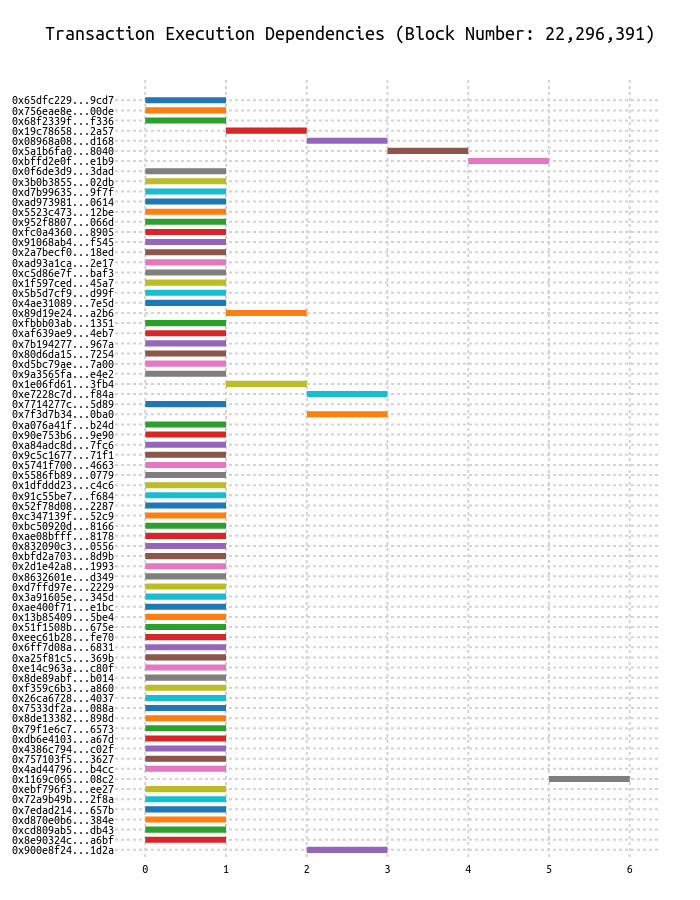 Transaction Execution Dependencies (Block Number: 22,296,391)
0x65dfc229...9cd7
0x756eae8e...00de
0x68f2339f...f336
0x19c78658...2a57
0x08968a08...d168
0x5a1b6fa0...8040
0xbffd2e0f...e1b9
0x0f6de3d9...3dad
0x3b0b3855...02db
0xd7b99635...9f7f
0xad973981...0614
0x5523c473...12be
0x952f8807...066d
0xfc0a4360...8905
0x91068ab4...f545
0x2a7becf0...18ed
0xad93a1ca...2e17
0xc5d86e7f...baf3
0x1f597ced...45a7
0x5b5d7cf9...d99f
0x4ae31089...7e5d
0x89d19e24...a2b6
0xfbbb03ab...1351
0xaf639ae9...4eb7
0x7b194277...967a
0x80d6da15...7254
0xd5bc79ae...7a00
0x9a3565fa...e4e2
0x1e06fd61...3fb4
0xe7228c7d...f84a
0x7714277c...5d89
0x7f3d7b34...0ba0
0xa076a41f...b24d
0x90e753b6...9e90
0xa84adc8d...7fc6
0x9c5c1677...71f1
0x5741f700...4663
0x5586fb89...0779
0x1dfddd23...c4c6
0x91c55be7...f684
0x52f78d08...2287
0xc347139f...52c9
0xbc50920d...8166
0xae08bfff...8178
0x832090c3...0556
0xbfd2a703...8d9b
0x2d1e42a8...1993
0x8632601e...d349
0xd7ffd97e...2229
0x3a91605e...345d
0xae400f71...e1bc
0x13b85409...5be4
0x51f1508b...675e
0xeec61b28...fe70
0x6ff7d08a...6831
0xa25f81c5...369b
0xe14c963a...c80f
0x8de89abf...b014
0xf359c6b3...a860
0x26ca6728...4037
0x7533df2a...088a
0x8de13382...898d
0x79f1e6c7...6573
0xdb6e4103...a67d
0x4386c794...c02f
0x757103f5...3627
0x4ad44796...b4cc
0x1169c065...08c2
0xebf796f3...ee27
0x72a9b49b...2f8a
0x7edad214...657b
0xd870e0b6...384e
0xcd809ab5...db43
0x8e90324c...a6bf
0x900e8f24...1d2a
0 1 2 3 4 5 6